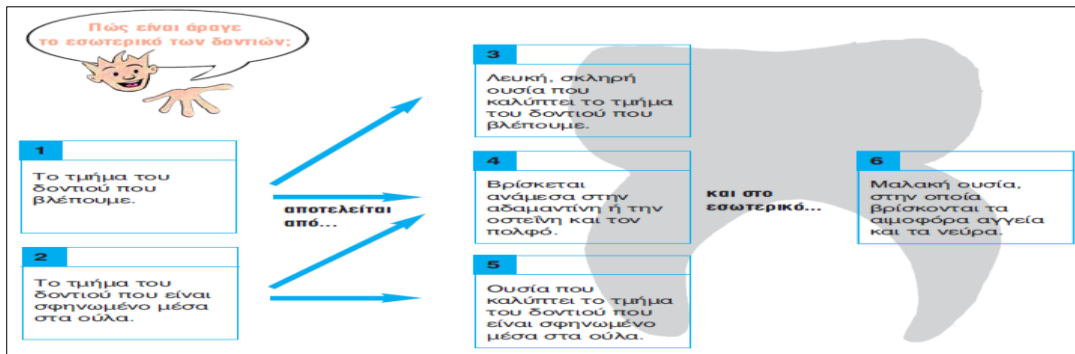 Πώς είναι άραγε
το εσωτερικό των δοντιών;
1
Το τμήμα του
δοντιού που
βλέπουμε.
2
Το τμήμα του
δοντιού που είναι
σφηνωμένο μέσα
στα ούλα.
αποτελείται
από...
3
Λευκή, σκληρή
ουσία που
καλύπτει το τμήμα
του δοντιού που
βλέπουμε.
4
Βρίσκεται
ανάμεσα στην
αδαμαντίνη ή την
οστεΐνη και τον
πολφό.
5
Ουσία που
καλύπτει το τμήμα
του δοντιού που
είναι σφηνωμένο
μέσα στα ούλα.
και στο
εσωτερικό...
6
Μαλακή ουσία,
στην οποία
βρίσκονται τα
αιμοφόρα αγγεία
και τα νεύρα.